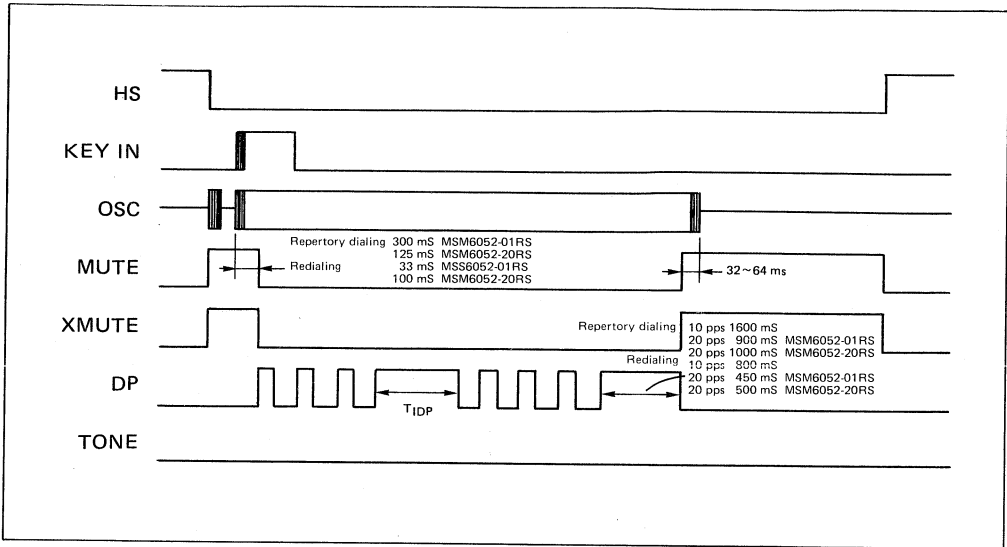 HS
KEY IN
OSC
Repertory dialing 300 mS MSM6052-01RS
125 mS MSM6052-20RS
MUTE
Redialing 33 mS MSS6052-01RS
100 mS MSM6052-20RS
32~64 ms
XMUTE
Repertory dialing 10 pps 1600 mS
20 pps 900 mS MSM6052-01RS
20 pps 1000 mS MSM6052-20RS
Redialing
10 pps 800 mS
DP
20 pps 450 mS MSM6052-01RS
20 pps 500 mS MSM6052-20RS
TIDP
TONE